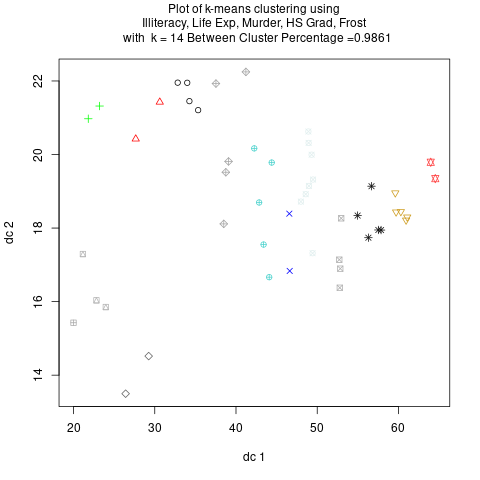 Plot of k-means clustering using
Illiteracy, Life Exp, Murder, HS Grad, Frost
with k = 14 Between Cluster Percentage =0.9861
22
20
18
16
14
dc 2
20 30 40 50 60
dc 1